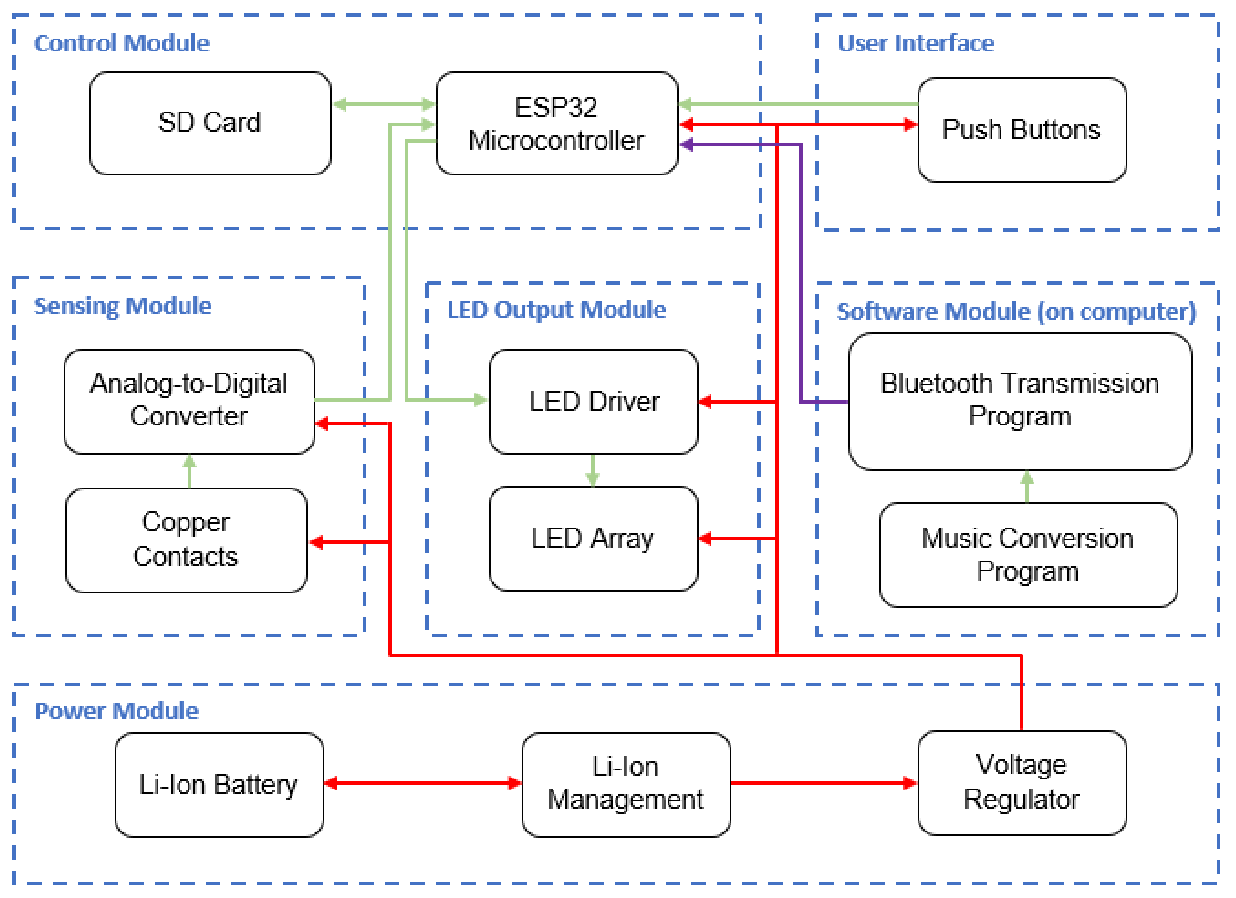 Control Module
SD Card
ESP32
Microcontroller
User Interface
Push Buttons
Sensing Module
Analog-to-Digital
Converter
Copper
Contacts
LED Output Module
LED Driver
LED Array
Software Module (on computer)
Bluetooth Transmission
Program
Music Conversion
Program
Power Module
Li-Ion Battery
Li-Ion
Management
Voltage
Regulator